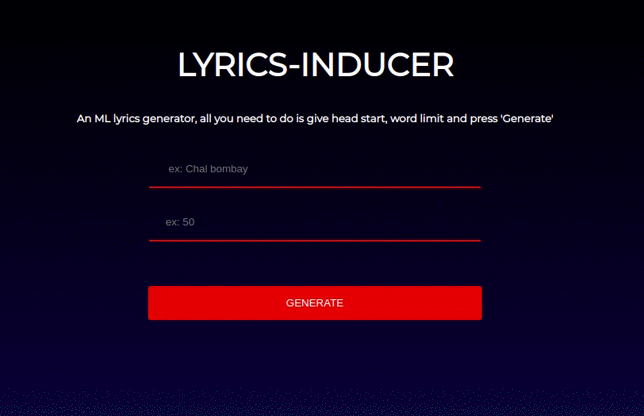 LYRICS-INDUCER
An ML lyrics generator, all you need to do is give head start, word limit and press 'Generate'
ex: Chal bombay
ex: 50
GENERATE